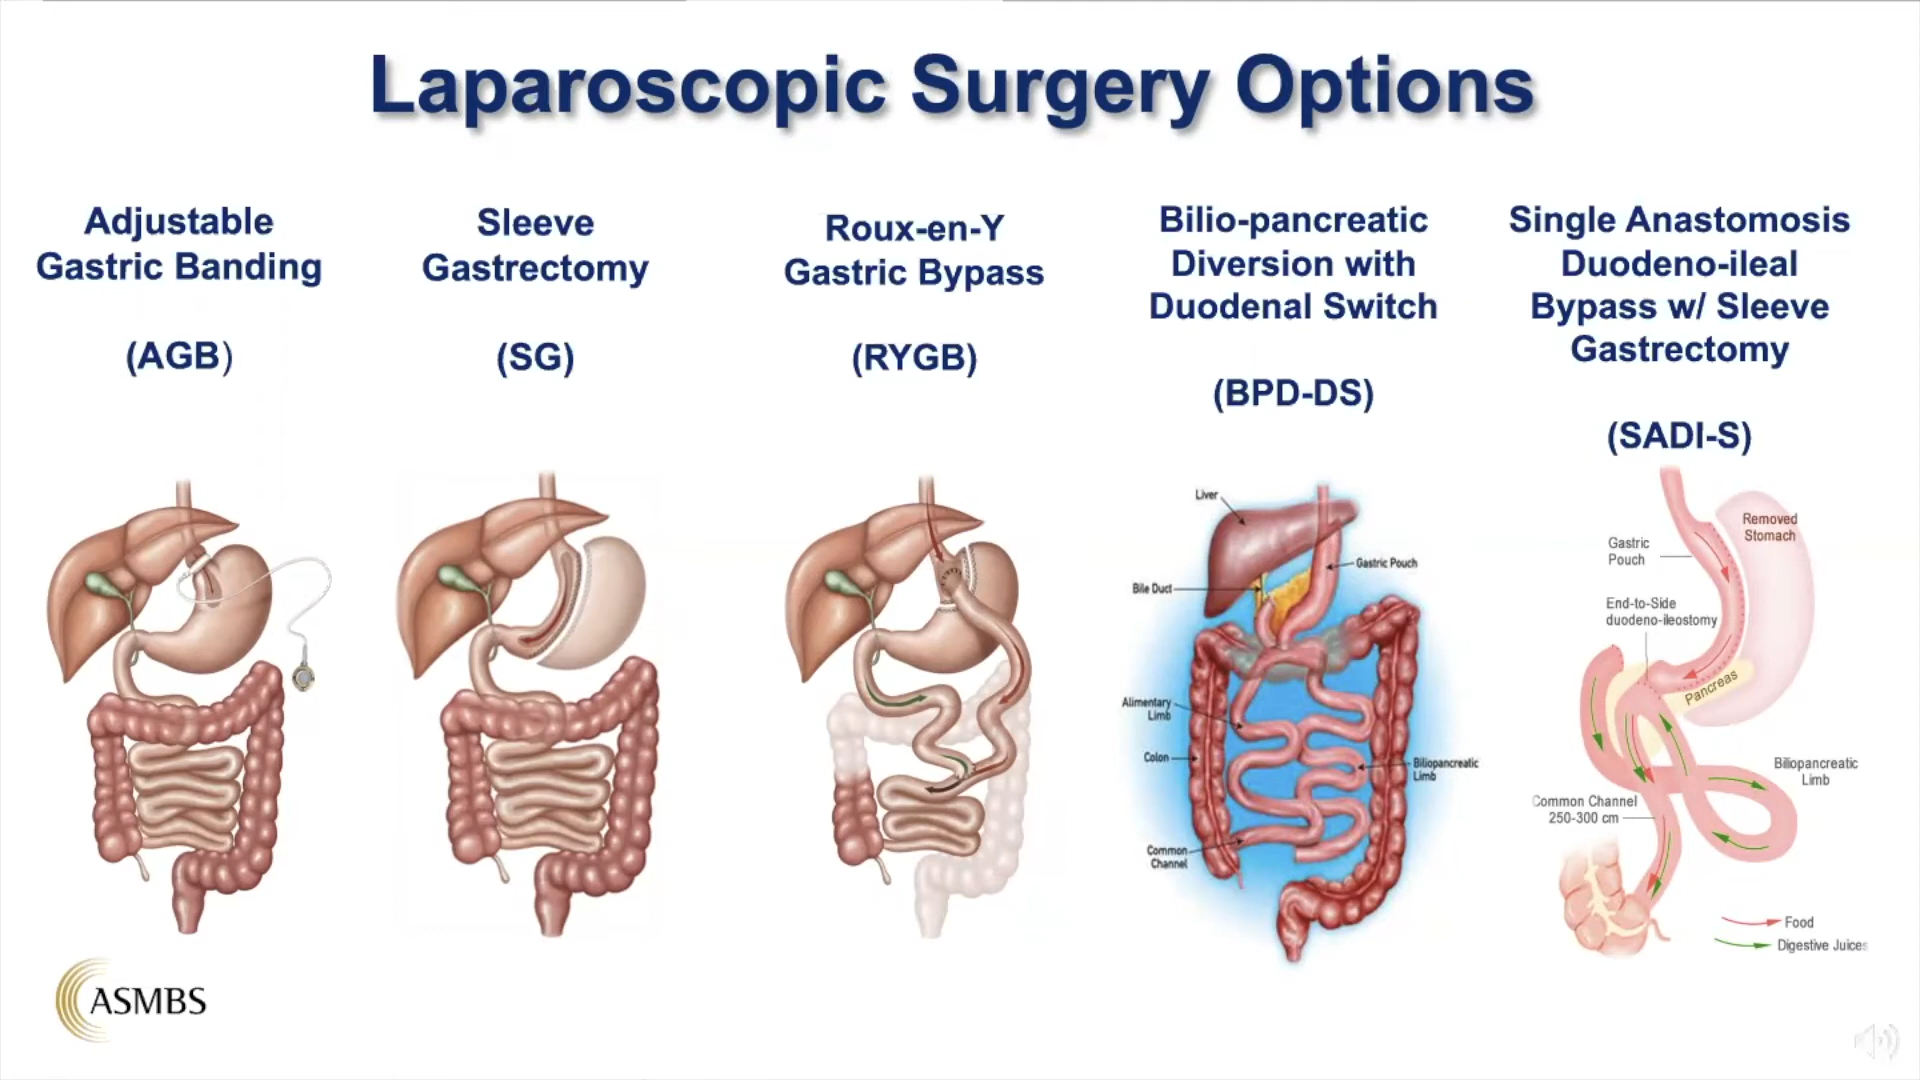 Laparoscopic Surgery Options
Adjustable
Gastric Banding
(AGB)
Sleeve
Gastrectomy
(SG)
Roux-en-Y
Gastric Bypass
(RYGB)
Bilio-pancreatic
Diversion with
Duodenal Switch
(BPD-DS)
Single Anastomosis
Duodeno-ileal
Bypass w/ Sleeve
Gastrectomy
(SADI-S)
Liver
Gastric Pouch
Bile Duct
Alimentary
Limb
Colon
Biliopancreatic
Limb
Common
Channel
Removed
Stomach
Gastric
Pouch
End-to-Side
duodeno-ileostomy
Pancreas
Biliopancreatic
Limb
Common Channel
250-300 cm
Food
Digestive Juices
ASMBS